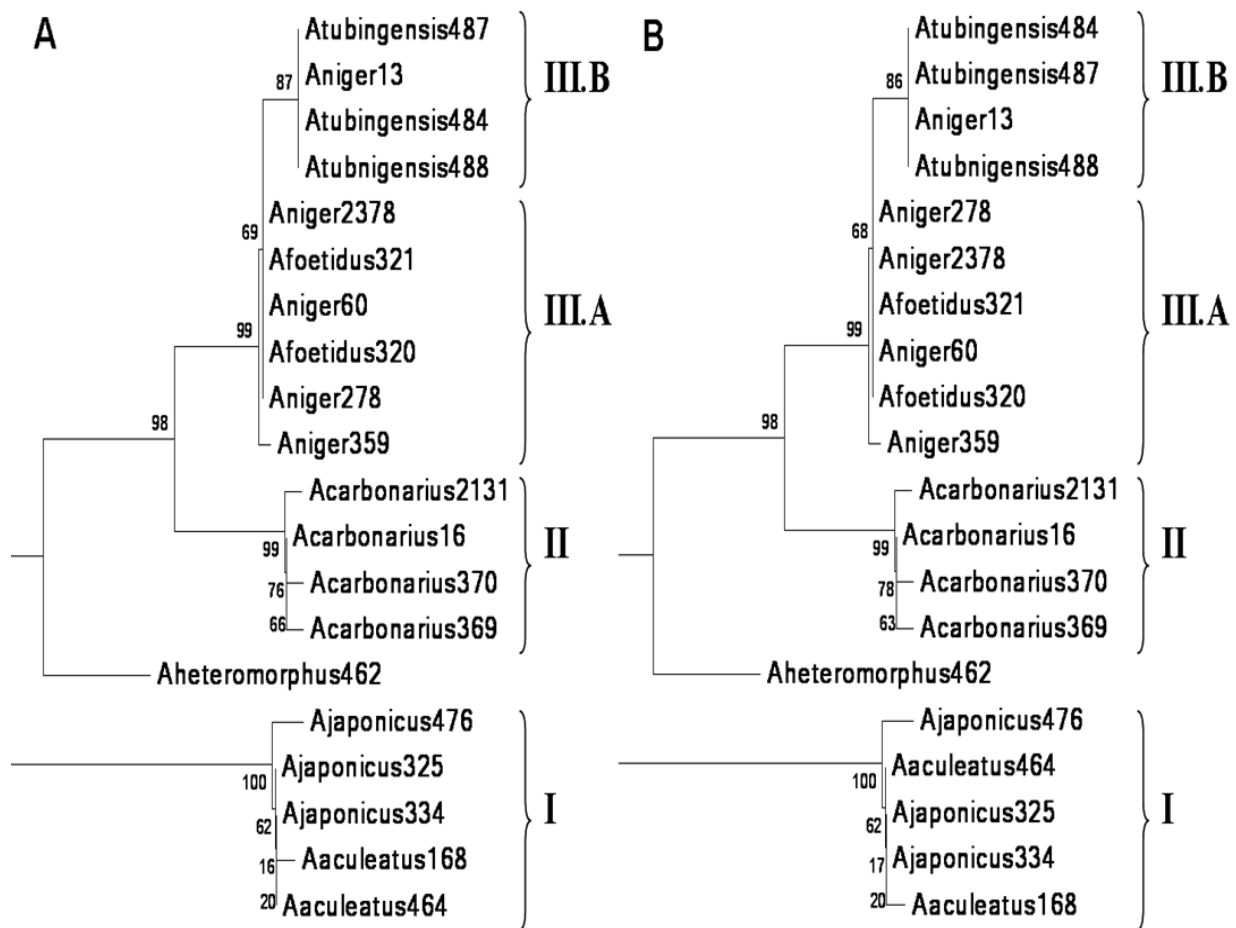 A
Atubingensis487
87
Aniger13
III.B
Atubingensis484
Atubnigensis488
Aniger2378
69
Afoetidus321
Aniger60
III.A
99
Afoetidus320
Aniger278
98
Aniger359
Acarbonarius2131
Acarbonarius16
99
II
76
Acarbonarius370
66
Acarbonarius369
Aheteromorphus462
Ajaponicus476
Ajaponicus325
100
Ajaponicus334
I
62
16
Aaculeatus168
20
Aaculeatus464
B
Atubingensis484
86
Atubingensis487
III.B
Aniger13
Atubnigensis488
Aniger278
68
Aniger2378
Afoetidus321
III.A
99
Aniger60
Afoetidus320
98
Aniger359
Acarbonarius2131
Acarbonarius16
99
II
78
Acarbonarius370
63
Acarbonarius369
Aheteromorphus462
Ajaponicus476
Aaculeatus464
100
Ajaponicus325
I
62
Ajaponicus334
17
20
Aaculeatus168